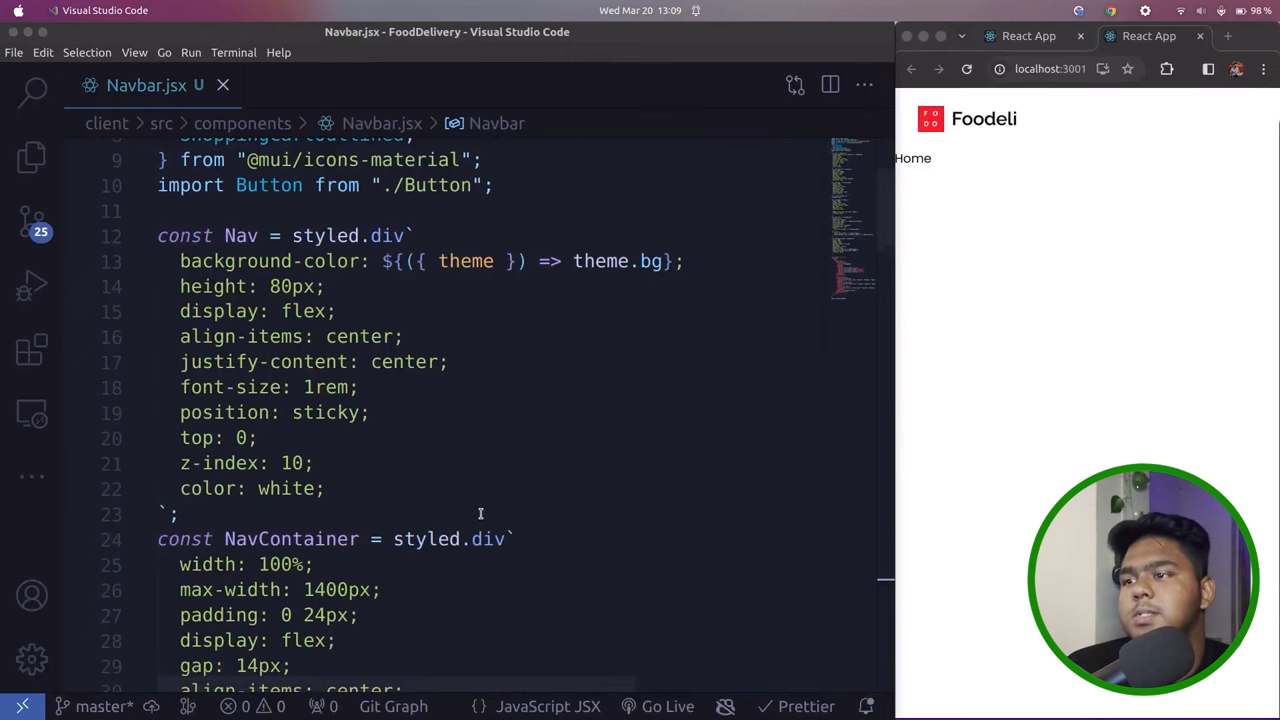 Visual Studio Code
Wed Mar 20 13:09
98 %
Navbar.jsx - FoodDelivery - Visual Studio Code
File Edit Selection View Go Run Terminal Help
React App
React App
Navbar.jsx U
localhost:3001
client › src › components › Navbar.jsx › Navbar
9 } from "@mui/icons-material";
10 import Button from "./Button";
11
12 const Nav = styled.div`
13 background-color: ${({ theme }) => theme.bg};
14 height: 80px;
15 display: flex;
16 align-items: center;
17 justify-content: center;
18 font-size: 1rem;
19 position: sticky;
20 top: 0;
21 z-index: 10;
22 color: white;
23 `;
24 const NavContainer = styled.div`
25 width: 100%;
26 max-width: 1400px;
27 padding: 0 24px;
28 display: flex;
29 gap: 14px;
align-items: center;
25
FO
DO
Foodeli
Home
master* 0 0 0 Git Graph {} JavaScript JSX Go Live Prettier